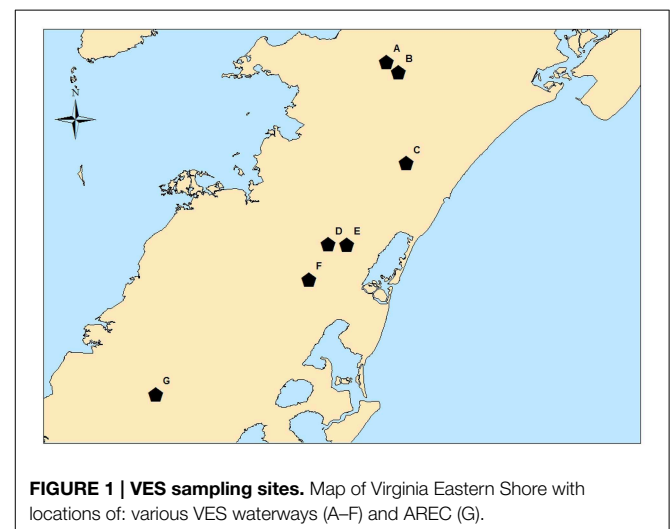 A
B
N
C
D E
F
G
FIGURE 1 | VES sampling sites. Map of Virginia Eastern Shore with
locations of: various VES waterways (A–F) and AREC (G).